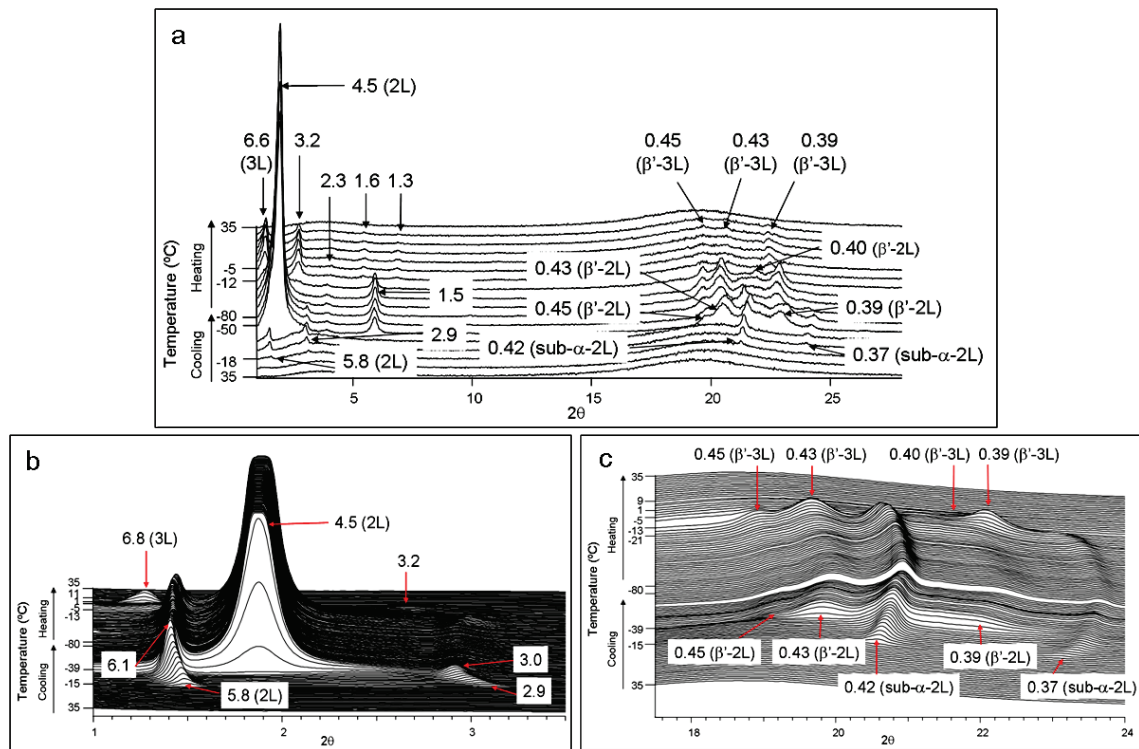 a
4.5 (2L)
6.6
(3L)
3.2
2.3
1.6
1.3
0.45
(β'-3L)
0.43
(β'-3L)
0.39
(β'-3L)
0.40 (β'-2L)
0.43 (β'-2L)
1.5
0.45 (β'-2L)
0.39 (β'-2L)
2.9
0.42 (sub-α-2L)
0.37 (sub-α-2L)
5.8 (2L)
Temperature (ºC)
Cooling
Heating
35
-5
-12
-80
-50
-18
35
5
10
15
20
25
2θ
b
4.5 (2L)
6.8 (3L)
3.2
6.1
3.0
5.8 (2L)
2.9
Temperature (ºC)
Cooling
Heating
35
11
1
-5
-13
-80
-39
-15
35
1
2
3
2θ
c
0.45 (β'-3L)
0.43 (β'-3L)
0.40 (β'-3L)
0.39 (β'-3L)
0.45 (β'-2L)
0.43 (β'-2L)
0.39 (β'-2L)
0.42 (sub-α-2L)
0.37 (sub-α-2L)
Temperature (ºC)
Cooling
Heating
35
9
1
-5
-13
-21
-80
-39
-15
35
18
20
22
24
2θ